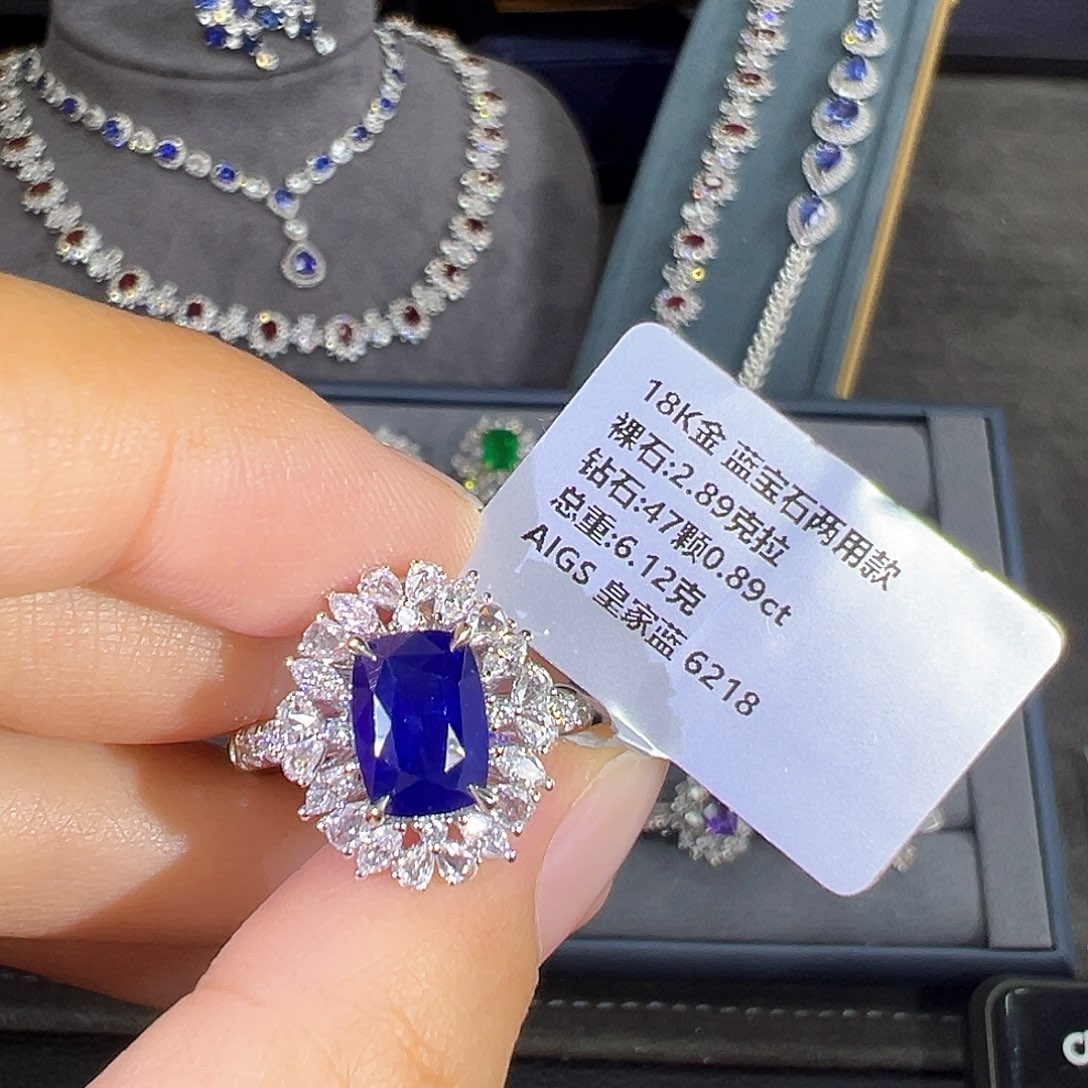 18K金 蓝宝石两用款
裸石:2.89克拉
钻石:47颗0.89ct
总重:6.12克
AIGS 皇家蓝 6218